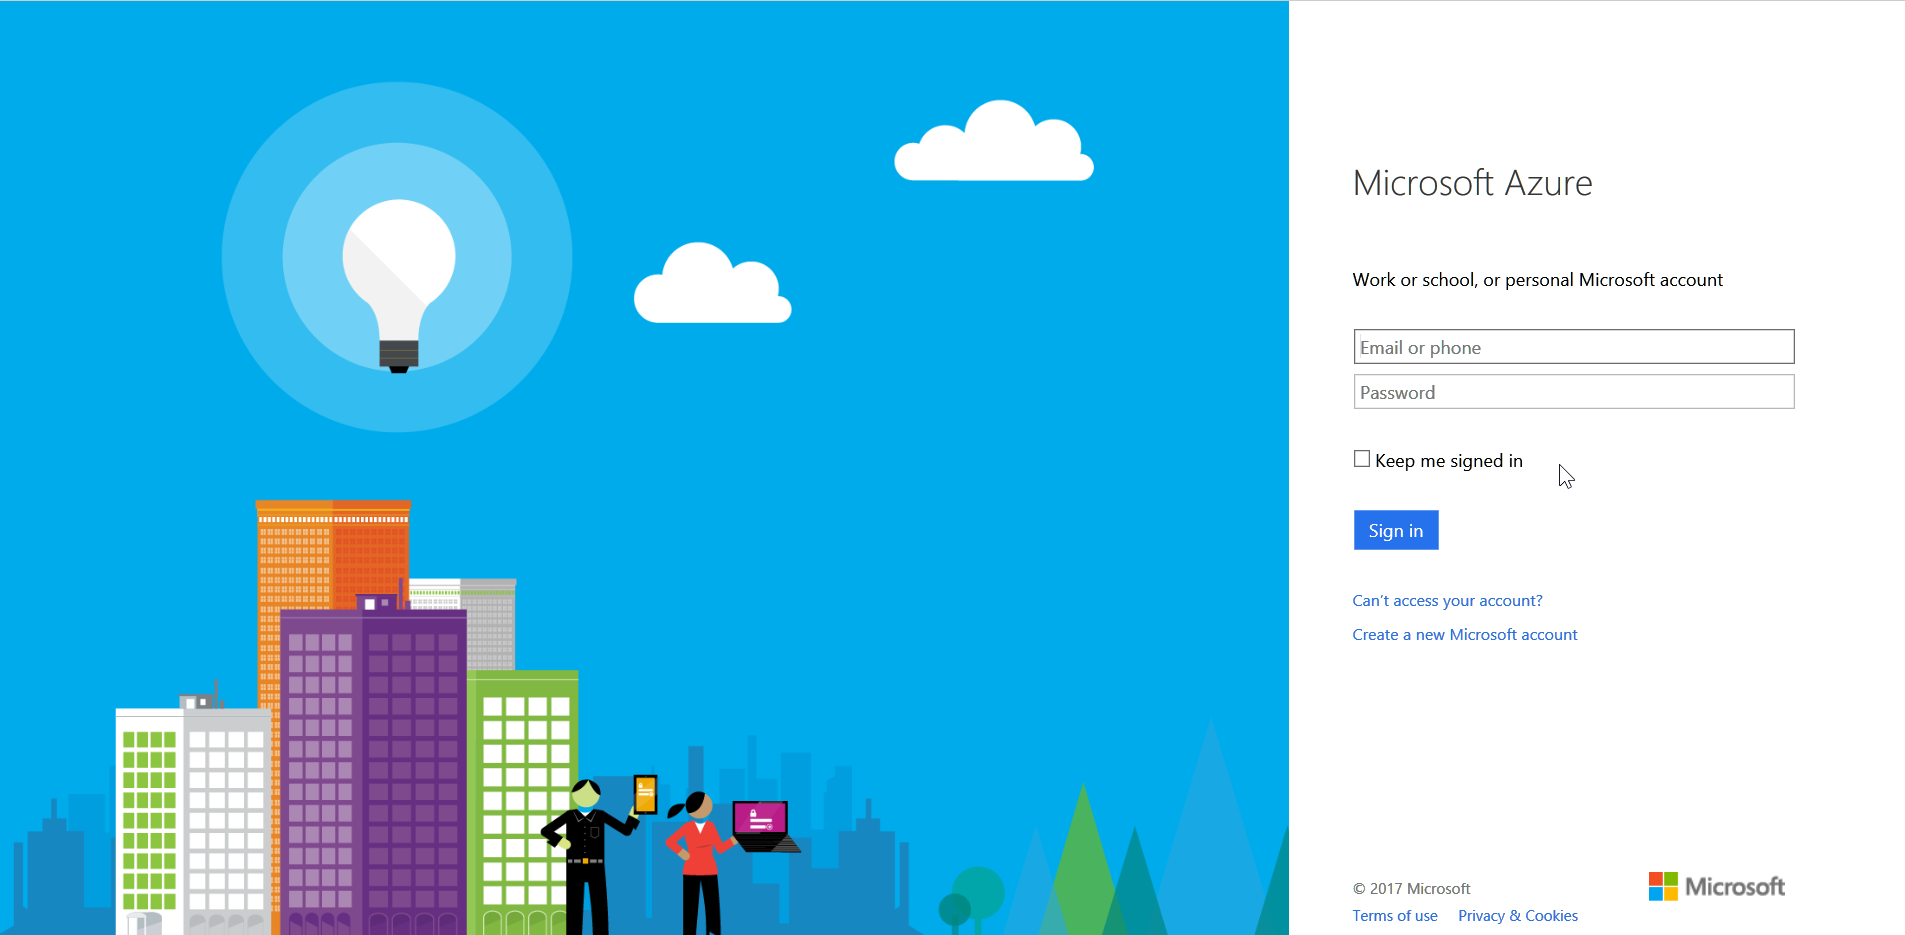 Microsoft Azure
Work or school, or personal Microsoft account
Email or phone
Password
Keep me signed in
Sign in
Can't access your account?
Create a new Microsoft account
© 2017 Microsoft
Microsoft
Terms of use Privacy & Cookies